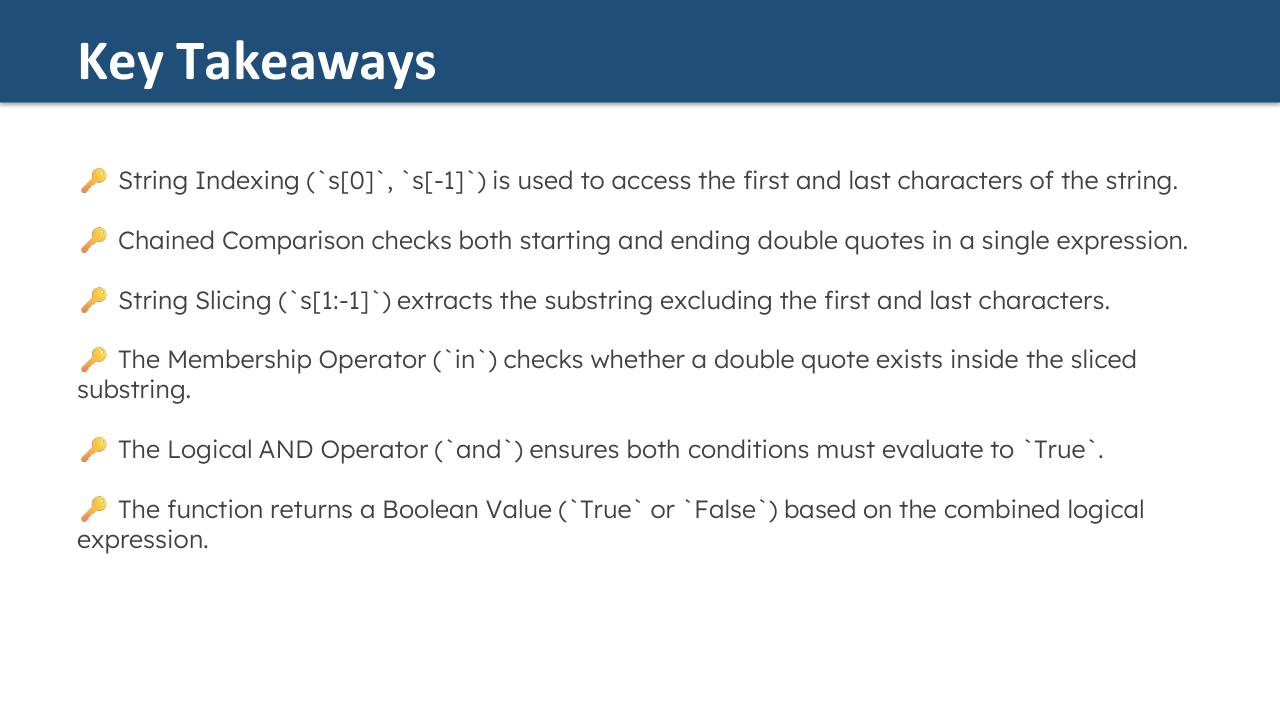 Key Takeaways
🔑 String Indexing (`s[0]`, `s[-1]`) is used to access the first and last characters of the string.
🔑 Chained Comparison checks both starting and ending double quotes in a single expression.
🔑 String Slicing (`s[1:-1]`) extracts the substring excluding the first and last characters.
🔑 The Membership Operator (`in`) checks whether a double quote exists inside the sliced
substring.
🔑 The Logical AND Operator (`and`) ensures both conditions must evaluate to `True`.
🔑 The function returns a Boolean Value (`True` or `False`) based on the combined logical
expression.